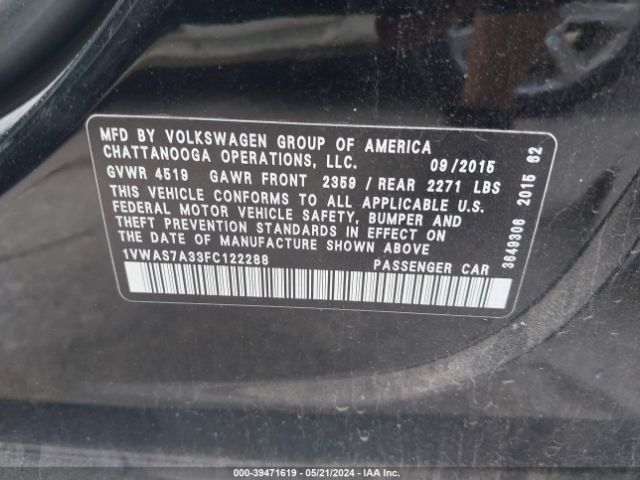 MFD BY VOLKSWAGEN GROUP OF AMERICA
CHATTANOOGA OPERATIONS, LLC. 09/2015
GVWR 4519 GAWR FRONT 2359 / REAR 2271 LBS
THIS VEHICLE CONFORMS TO ALL APPLICABLE U.S.
FEDERAL MOTOR VEHICLE SAFETY, BUMPER AND
THEFT PREVENTION STANDARDS IN EFFECT ON
THE DATE OF MANUFACTURE SHOWN ABOVE
1VWAS7A33FC122288 PASSENGER CAR
3649306 2015 62
000-39471619 - 05/21/2024 - IAA Inc.